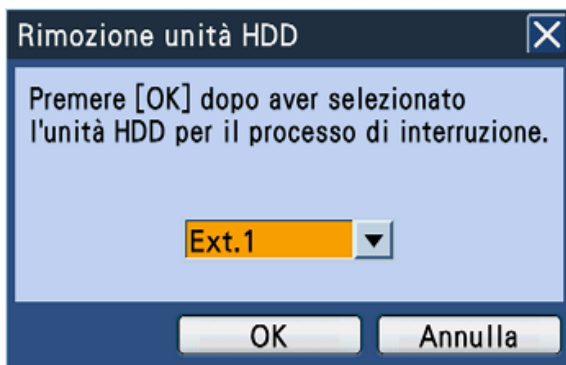 Rimozione unità HDD
Premere [OK] dopo aver selezionato
l'unità HDD per il processo di interruzione.
Ext.1
OK
Annulla